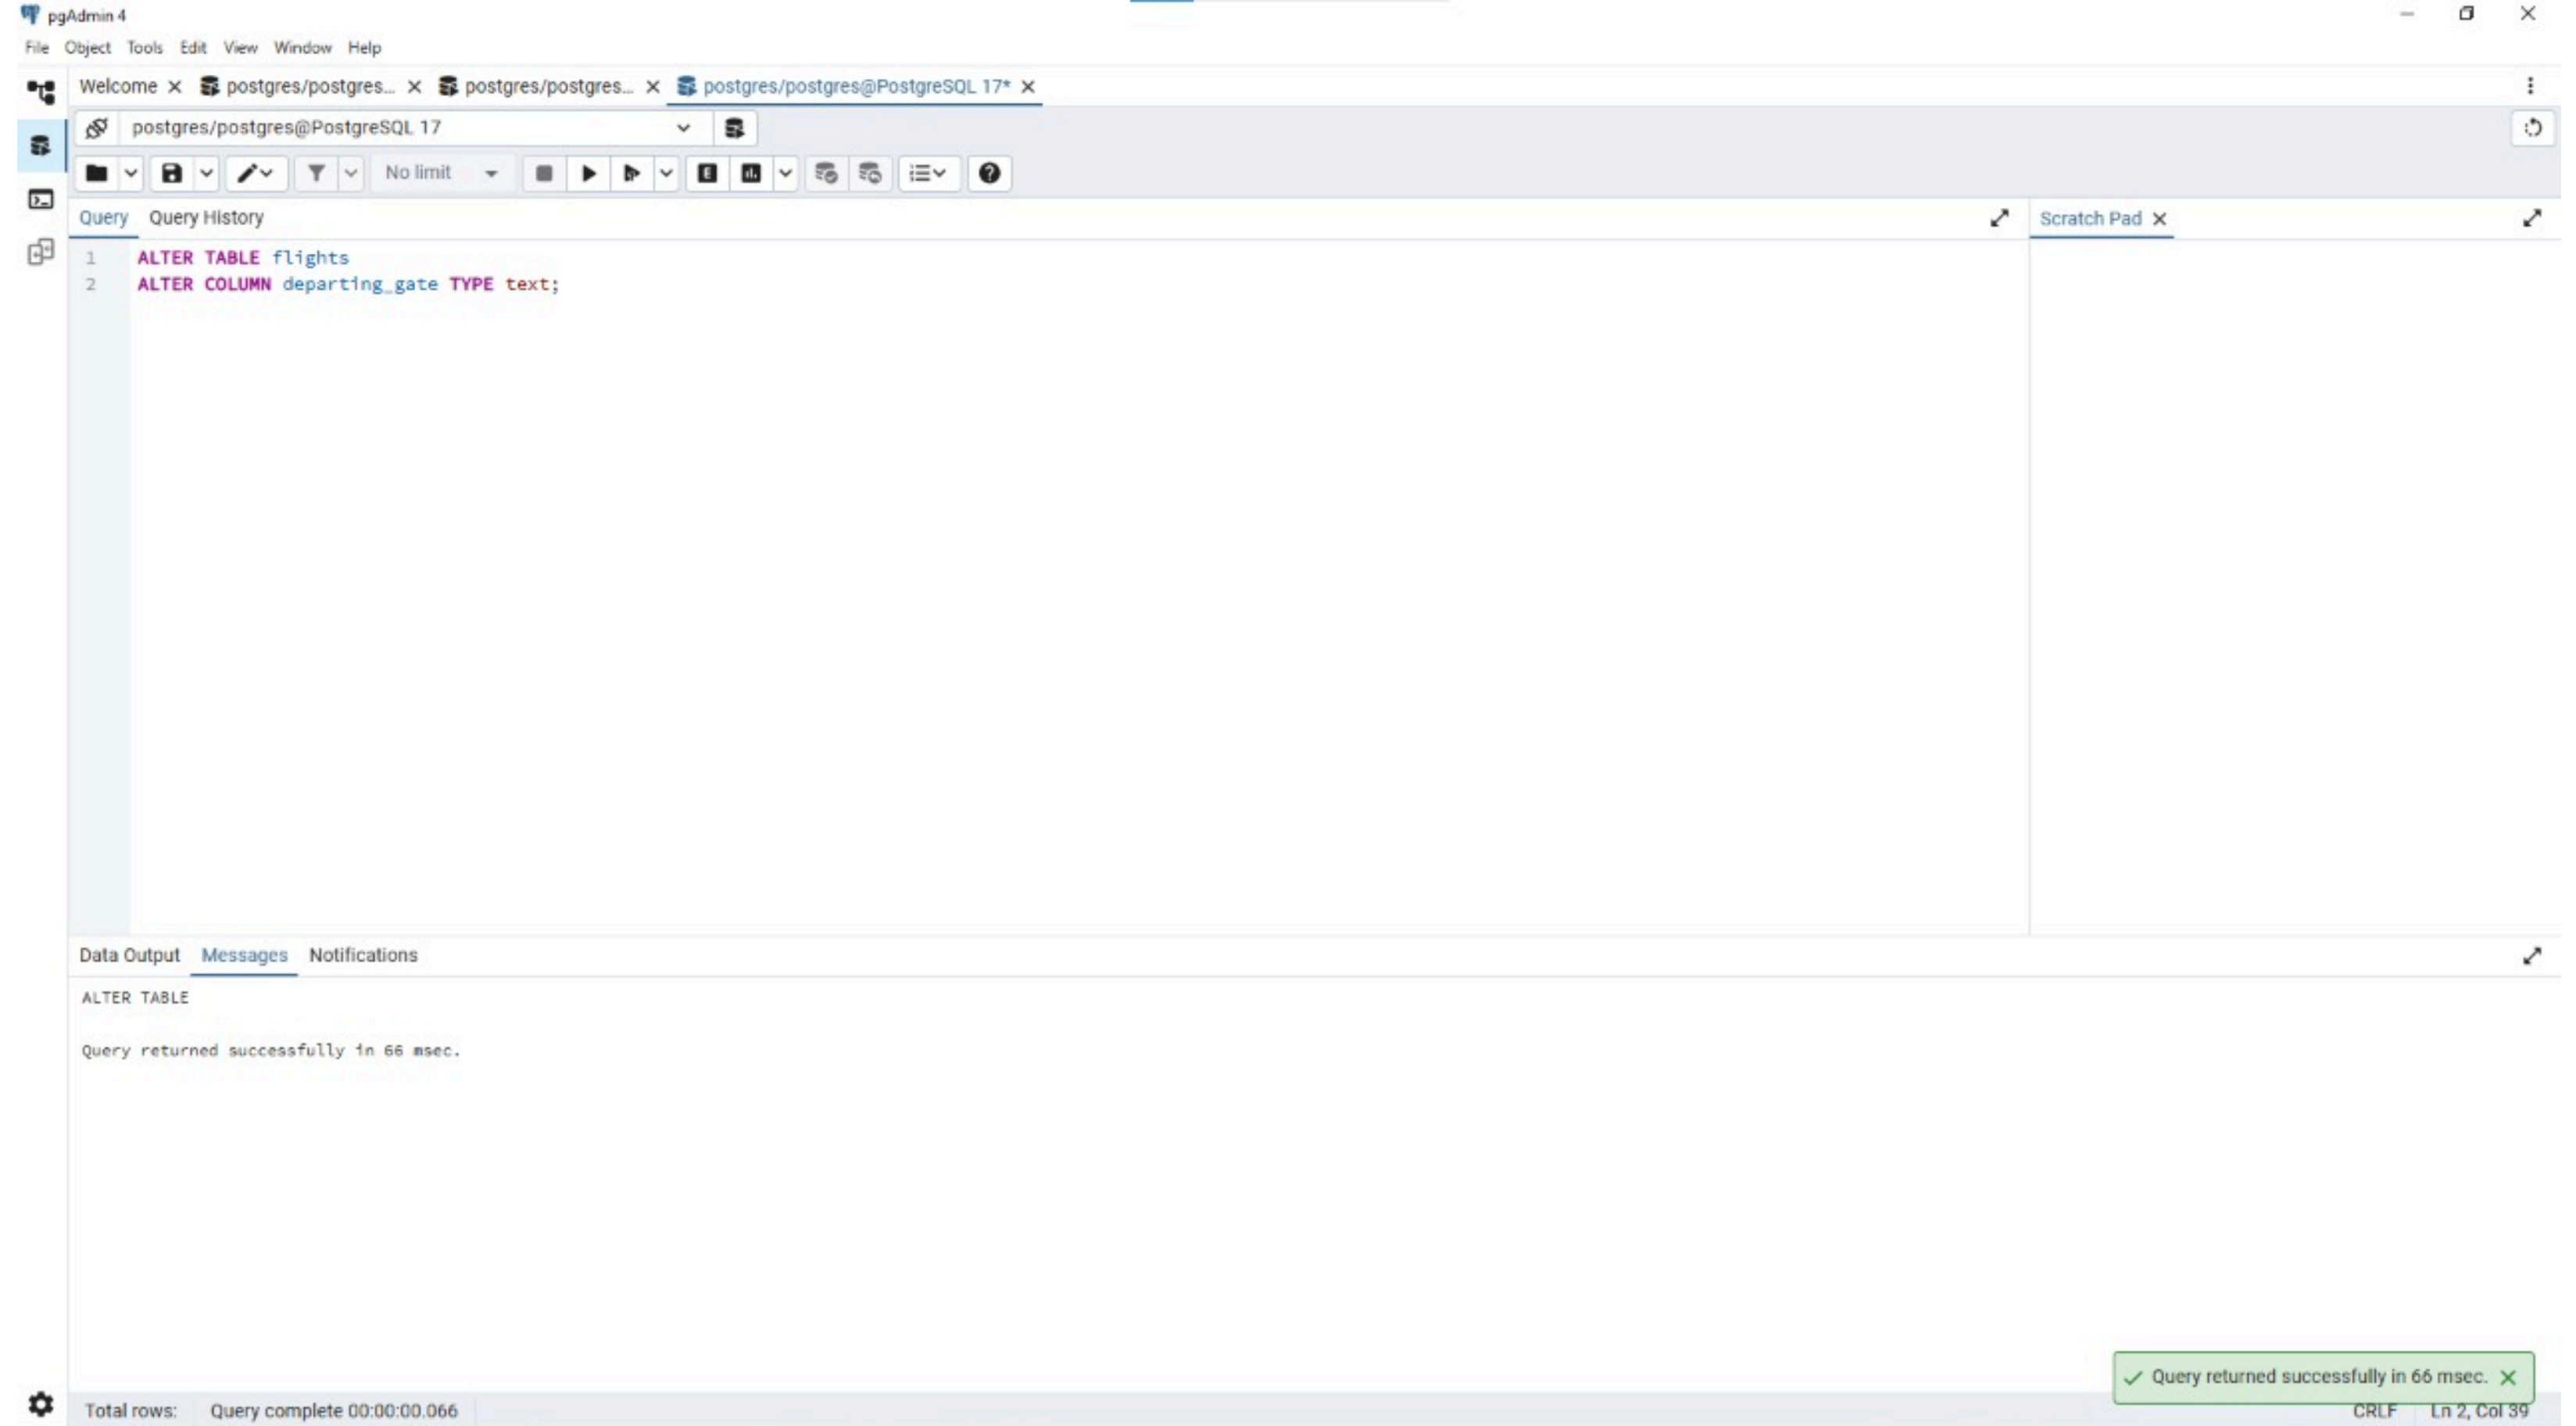 pgAdmin 4
File Object Tools Edit View Window Help
Welcome postgres/postgres... postgres/postgres... postgres/postgres@PostgreSQL 17*
postgres/postgres@PostgreSQL 17
No limit
Query Query History Scratch Pad
1 ALTER TABLE flights
2 ALTER COLUMN departing_gate TYPE text;
Data Output Messages Notifications
ALTER TABLE
Query returned successfully in 66 msec.
Query returned successfully in 66 msec.
Total rows: Query complete 00:00:00.066 CRLF Ln 2, Col 39